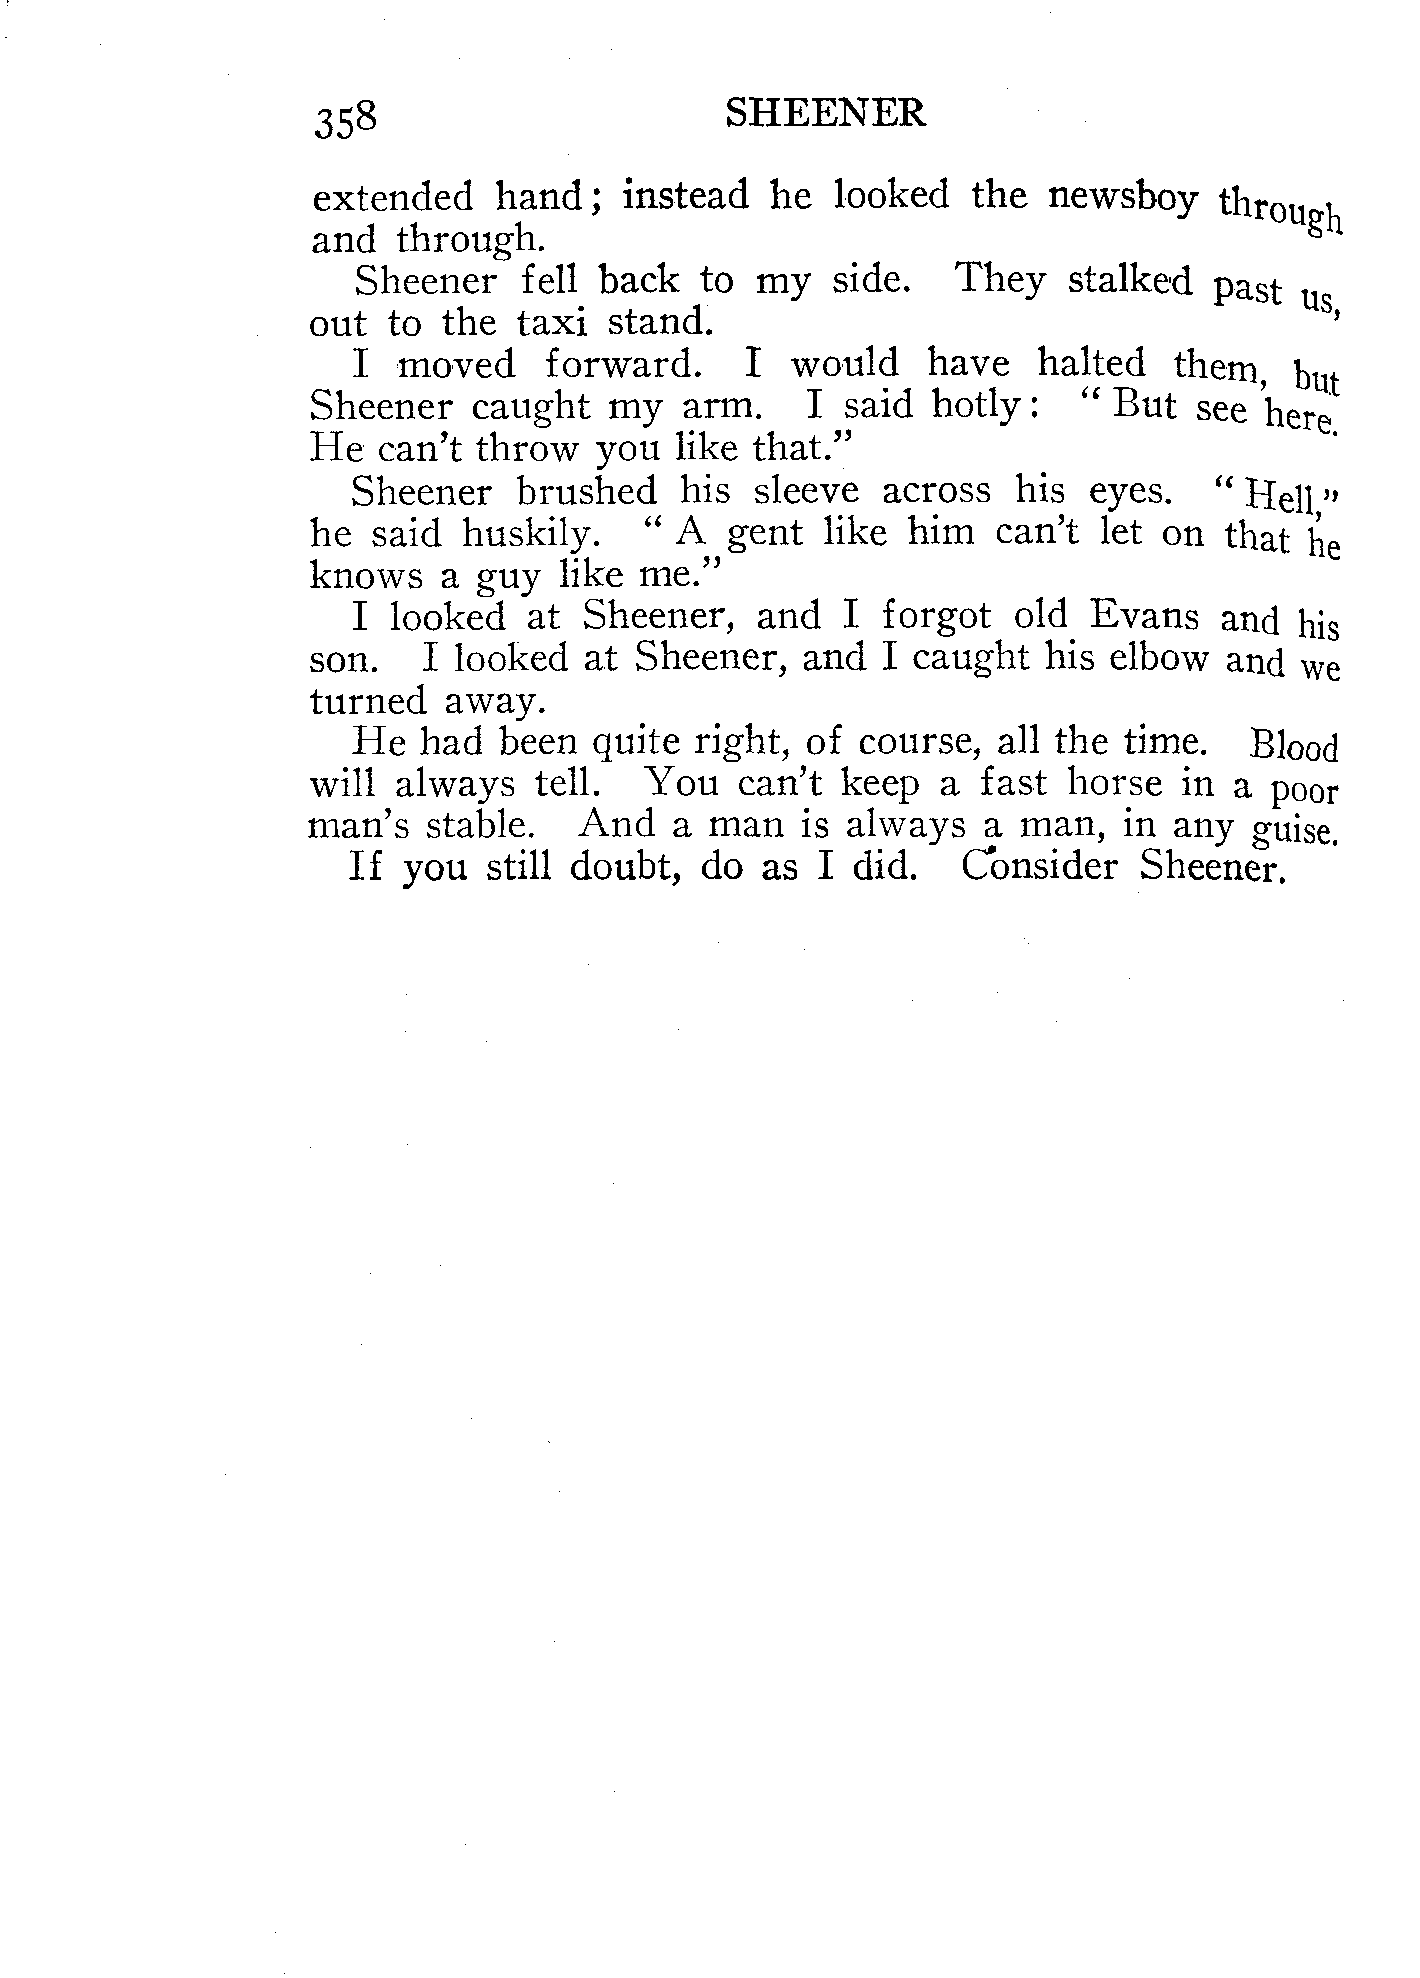 358 SHEENER
extended hand; instead he looked the newsboy through
and through.
Sheener fell back to my side. They stalked past us,
out to the taxi stand.
I moved forward. I would have halted them, but
Sheener caught my arm. I said hotly: “ But see here.
He can't throw you like that.”
Sheener brushed his sleeve across his eyes. “ Hell,”
he said huskily. “ A gent like him can't let on that he
knows a guy like me.”
I looked at Sheener, and I forgot old Evans and his
son. I looked at Sheener, and I caught his elbow and we
turned away.
He had been quite right, of course, all the time. Blood
will always tell. You can't keep a fast horse in a poor
man's stable. And a man is always a man, in any guise.
If you still doubt, do as I did. Consider Sheener.